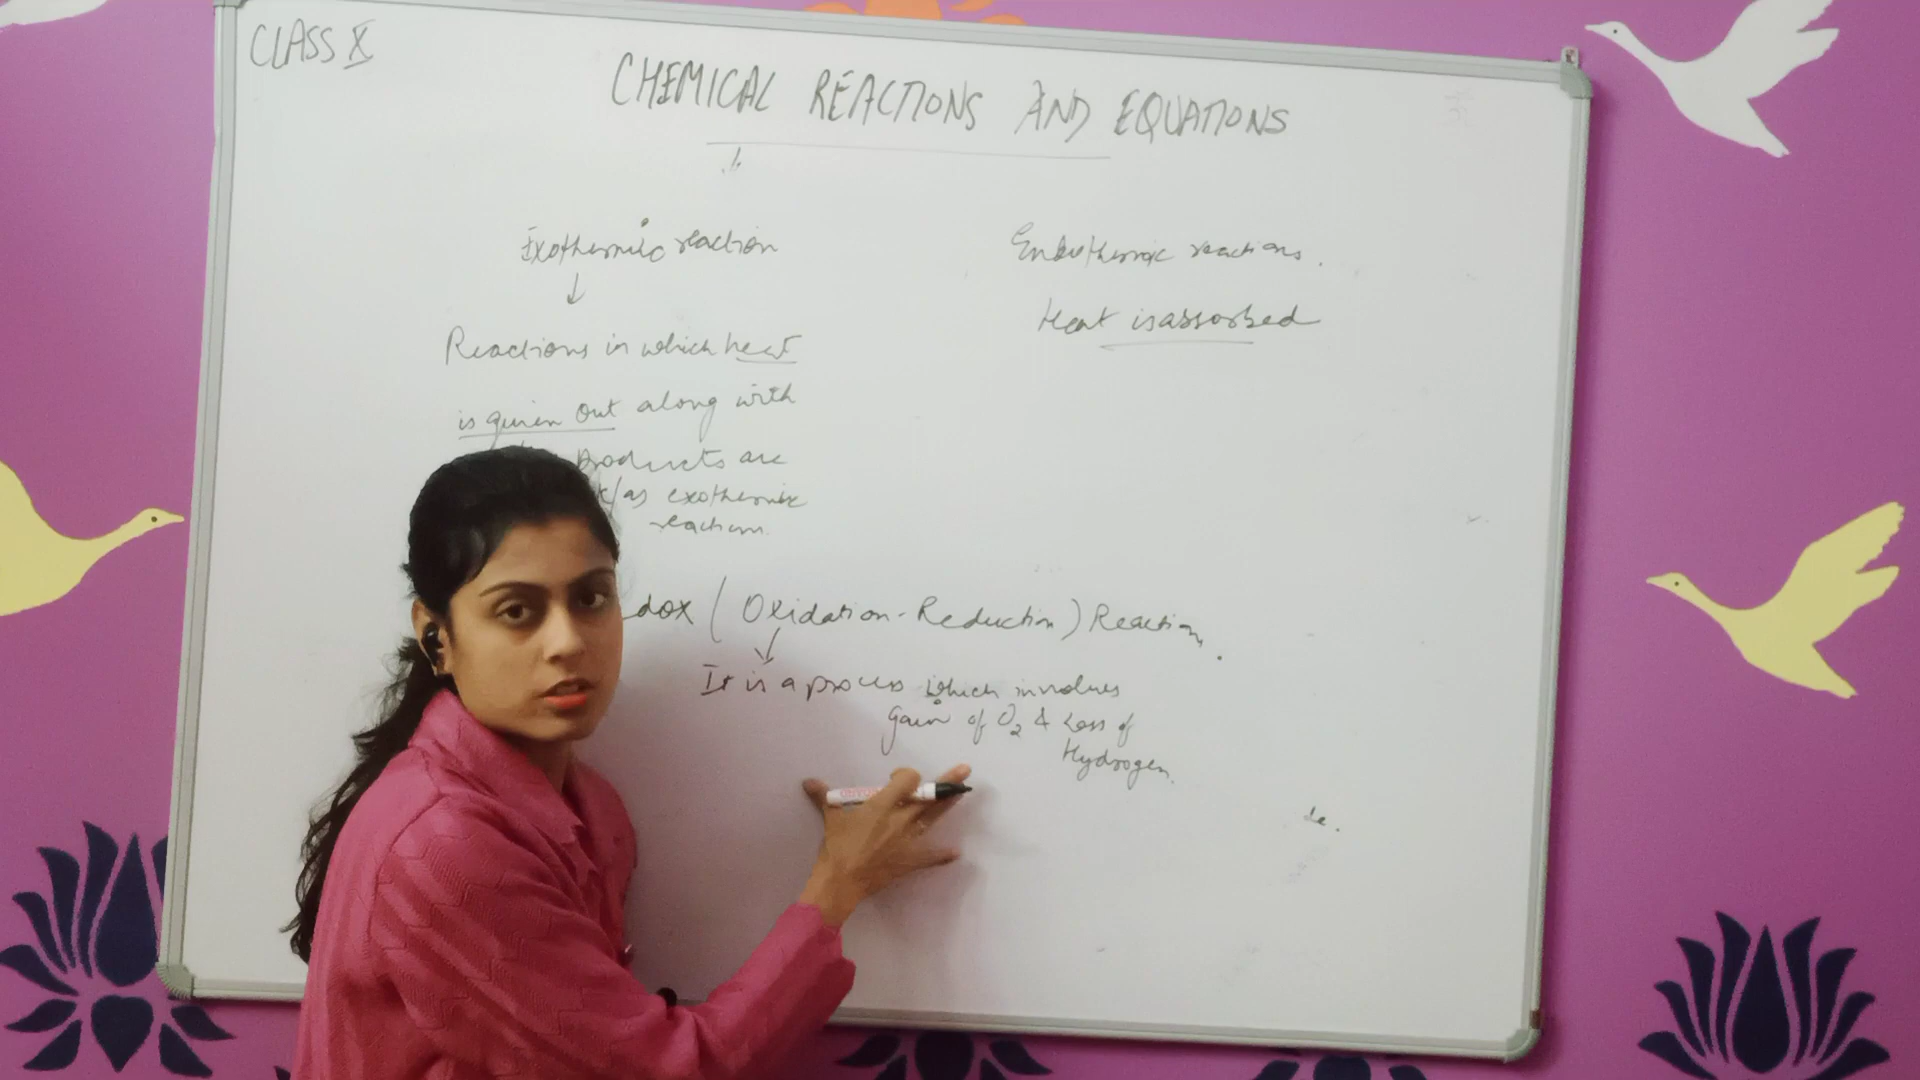 CLASS X
CHEMICAL REACTIONS AND EQUATIONS
Exothermic reaction
Endothermic reactions.
↓
Heat is absorbed
Reactions in which heat
is given out along with
products are
k/as exothermic
reactions.
dox (Oxidation-Reduction) Reaction.
↓
It is a process which involves
Gain of O2 & Loss of
Hydrogen.